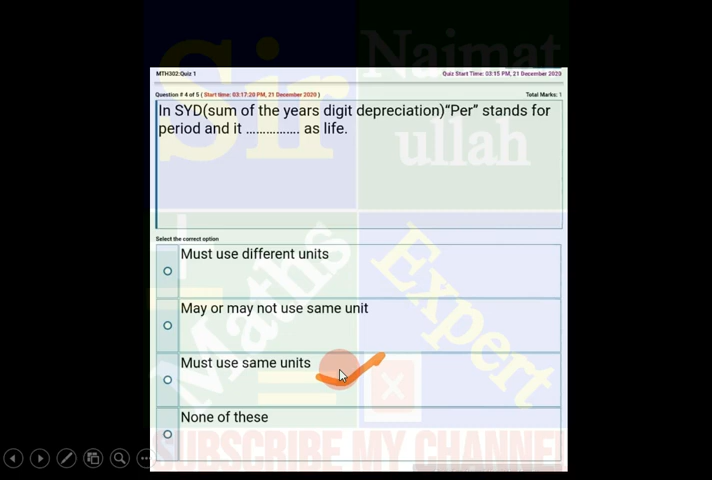 Sir
Naimat
ullah
MTH302:Quiz 1
Quiz Start Time: 03:15 PM, 21 December 2020
Question # 4 of 5 ( Start time: 03:17:20 PM, 21 December 2020 )
Total Marks: 1
In SYD(sum of the years digit depreciation)“Per” stands for
period and it ................ as life.
Select the correct option
Must use different units
May or may not use same unit
Must use same units
None of these
Maths
Expert
SUBSCRIBE MY CHANNEL